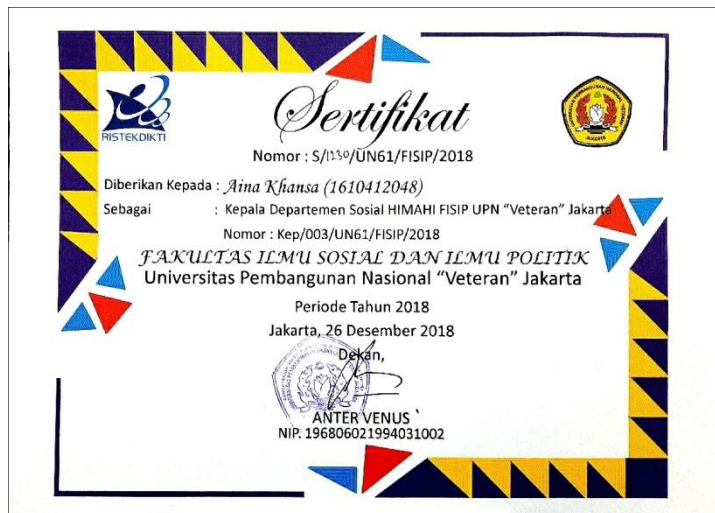 RISTEKDIKTI
Sertifikat
Nomor : S/1230/UN61/FISIP/2018
Diberikan Kepada : Aina Khansa (1610412048)
Sebagai : Kepala Departemen Sosial HIMAHI FISIP UPN "Veteran" Jakarta
Nomor : Kep/003/UN61/FISIP/2018
FAKULTAS ILMU SOSIAL DAN ILMU POLITIK
Universitas Pembangunan Nasional "Veteran" Jakarta
Periode Tahun 2018
Jakarta, 26 Desember 2018
Dekan,
ANTER VENUS
NIP. 196806021994031002
JAKARTA